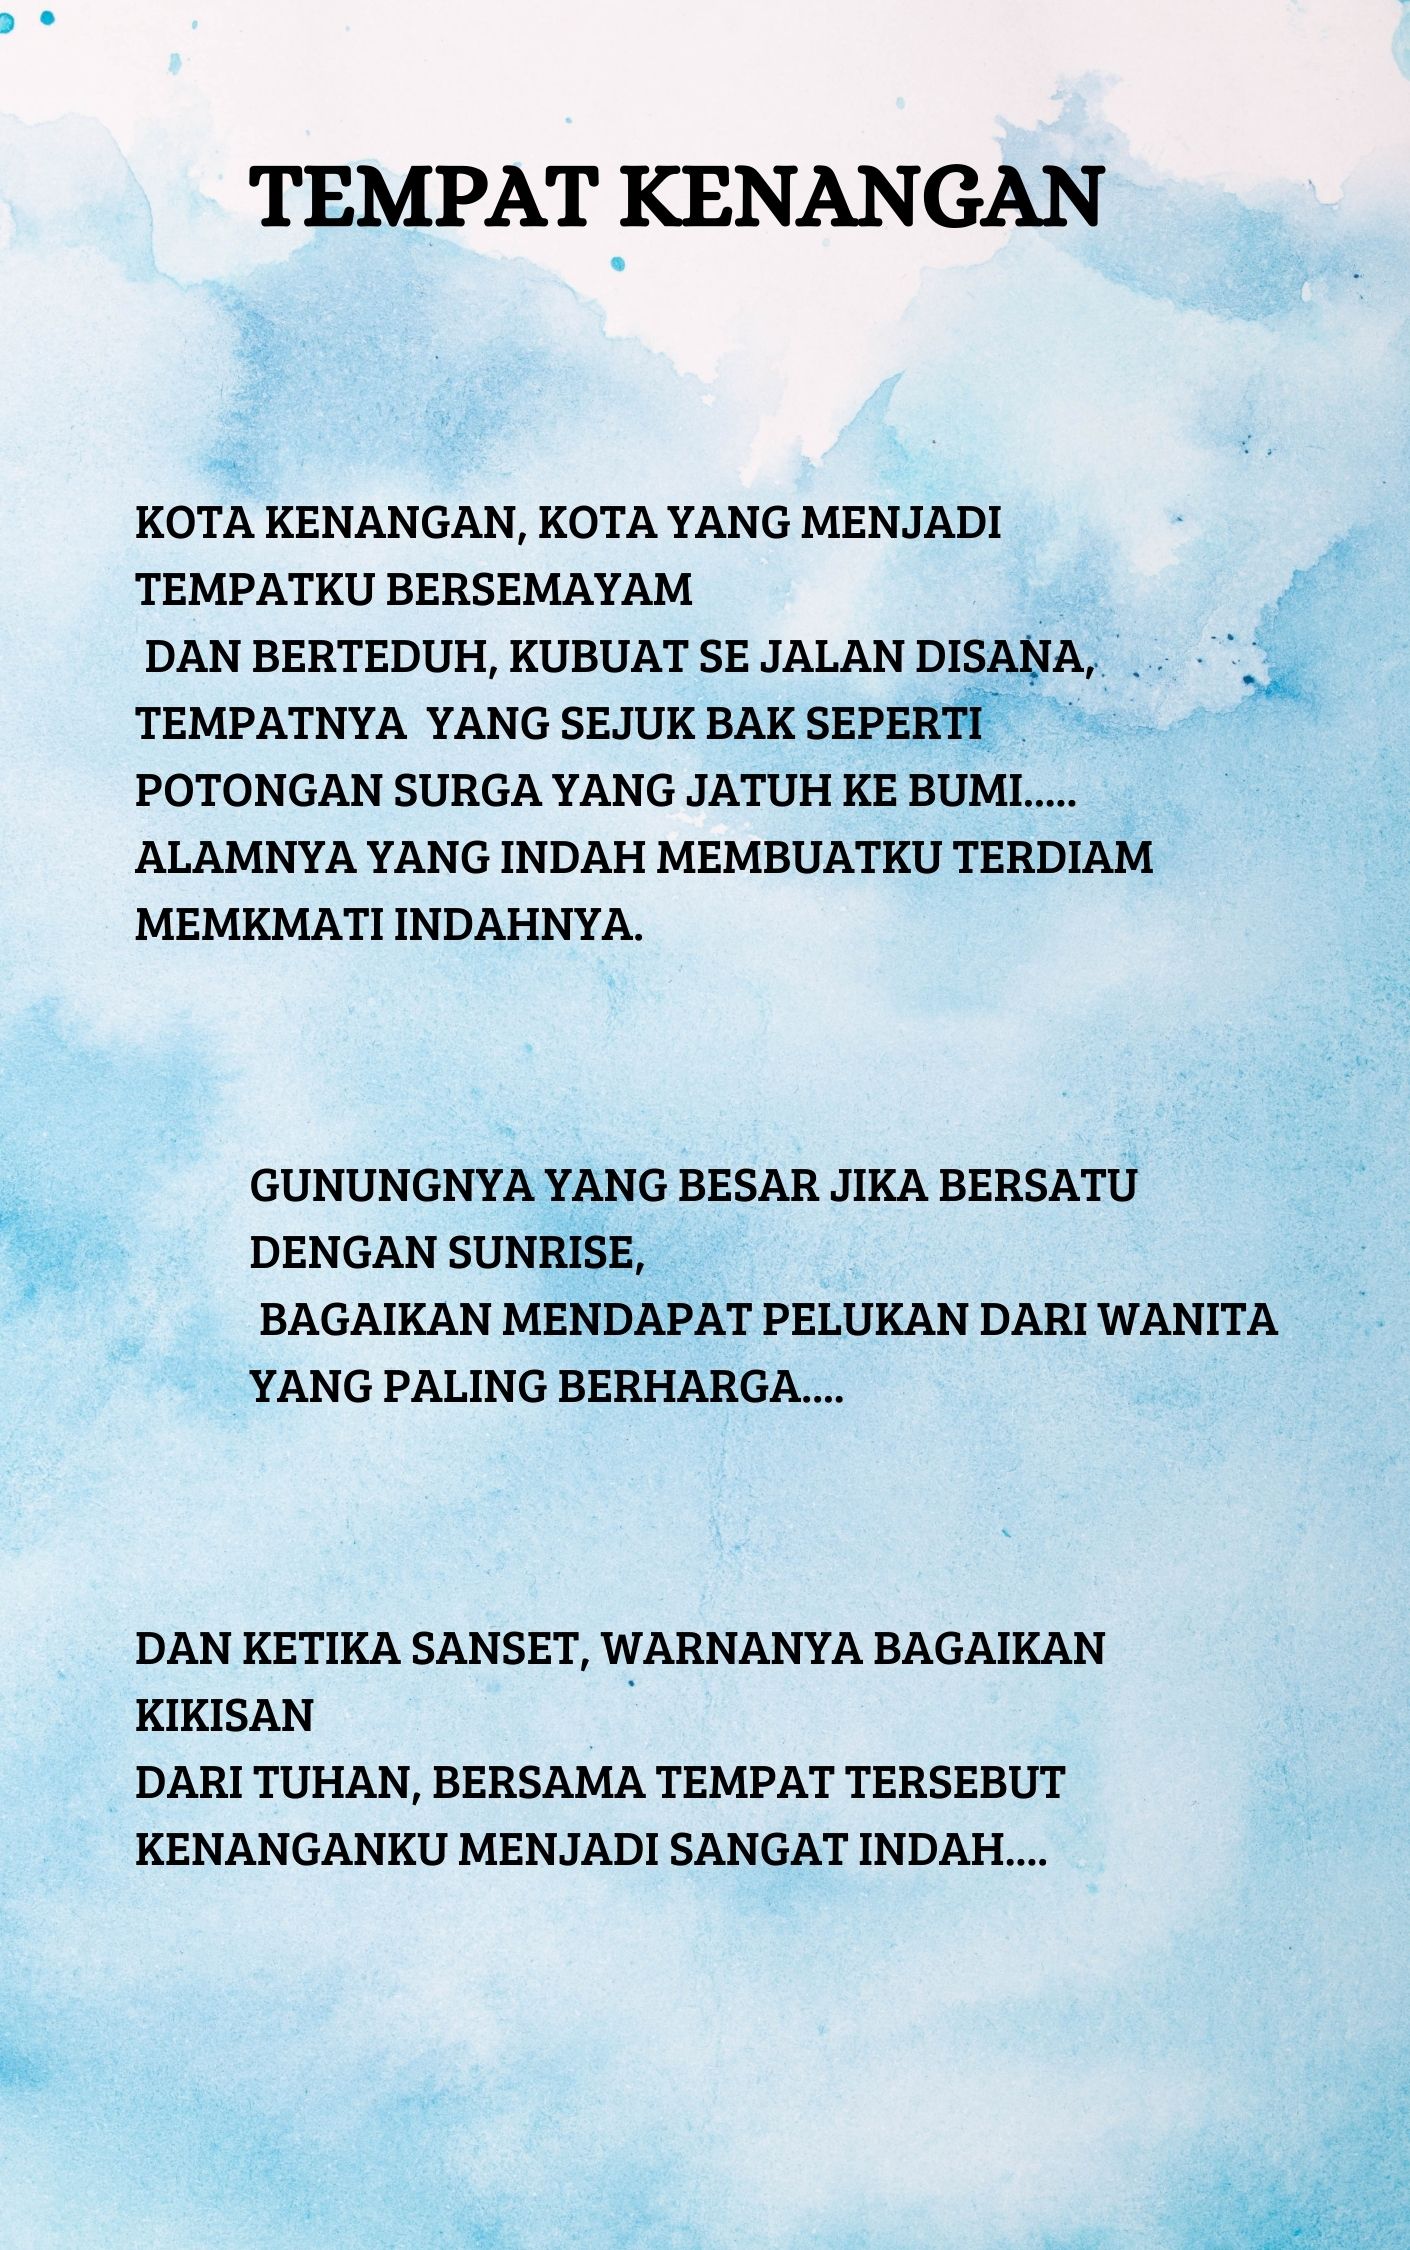 TEMPAT KENANGAN
KOTA KENANGAN, KOTA YANG MENJADI
TEMPATKU BERSEMAYAM
DAN BERTEDUH, KUBUAT SE JALAN DISANA,
TEMPATNYA  YANG SEJUK BAK SEPERTI
POTONGAN SURGA YANG JATUH KE BUMI.....
ALAMNYA YANG INDAH MEMBUATKU TERDIAM
MEMKMATI INDAHNYA.
GUNUNGNYA YANG BESAR JIKA BERSATU
DENGAN SUNRISE,
BAGAIKAN MENDAPAT PELUKAN DARI WANITA
YANG PALING BERHARGA....
DAN KETIKA SANSET, WARNANYA BAGAIKAN
KIKISAN
DARI TUHAN, BERSAMA TEMPAT TERSEBUT
KENANGANKU MENJADI SANGAT INDAH....